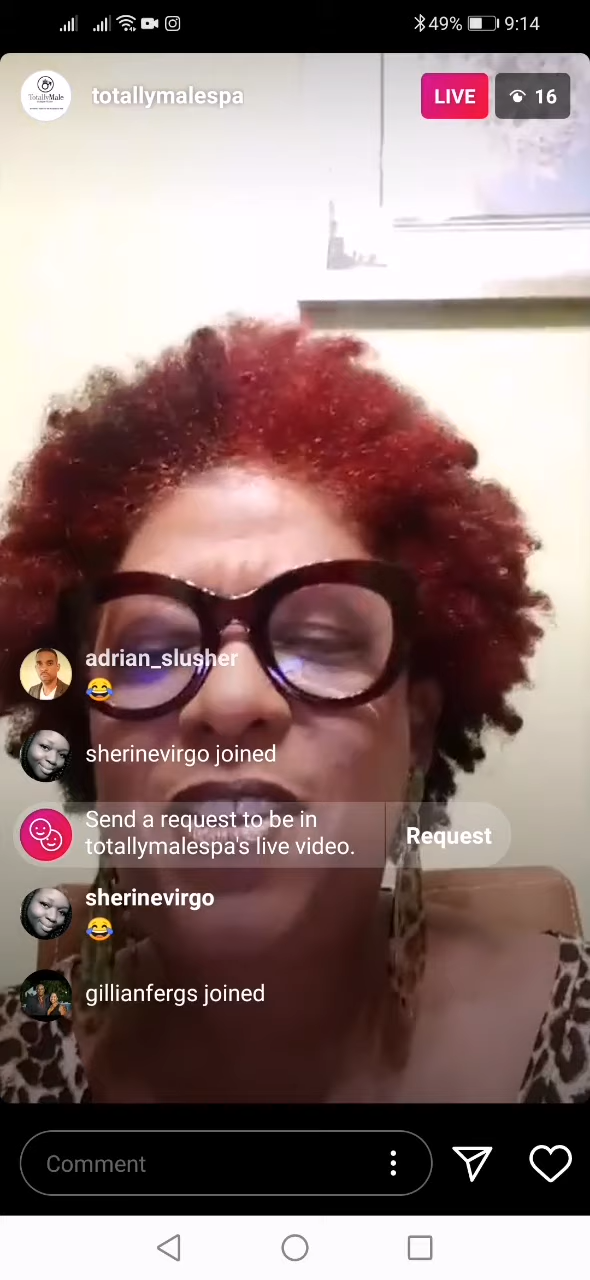 49% 9:14
TotallyMale
totallymalespa
LIVE
16
adrian_slusher
😂
sherinevirgo joined
Send a request to be in
totallymalespa's live video.
Request
sherinevirgo
😂
gillianfergs joined
Comment